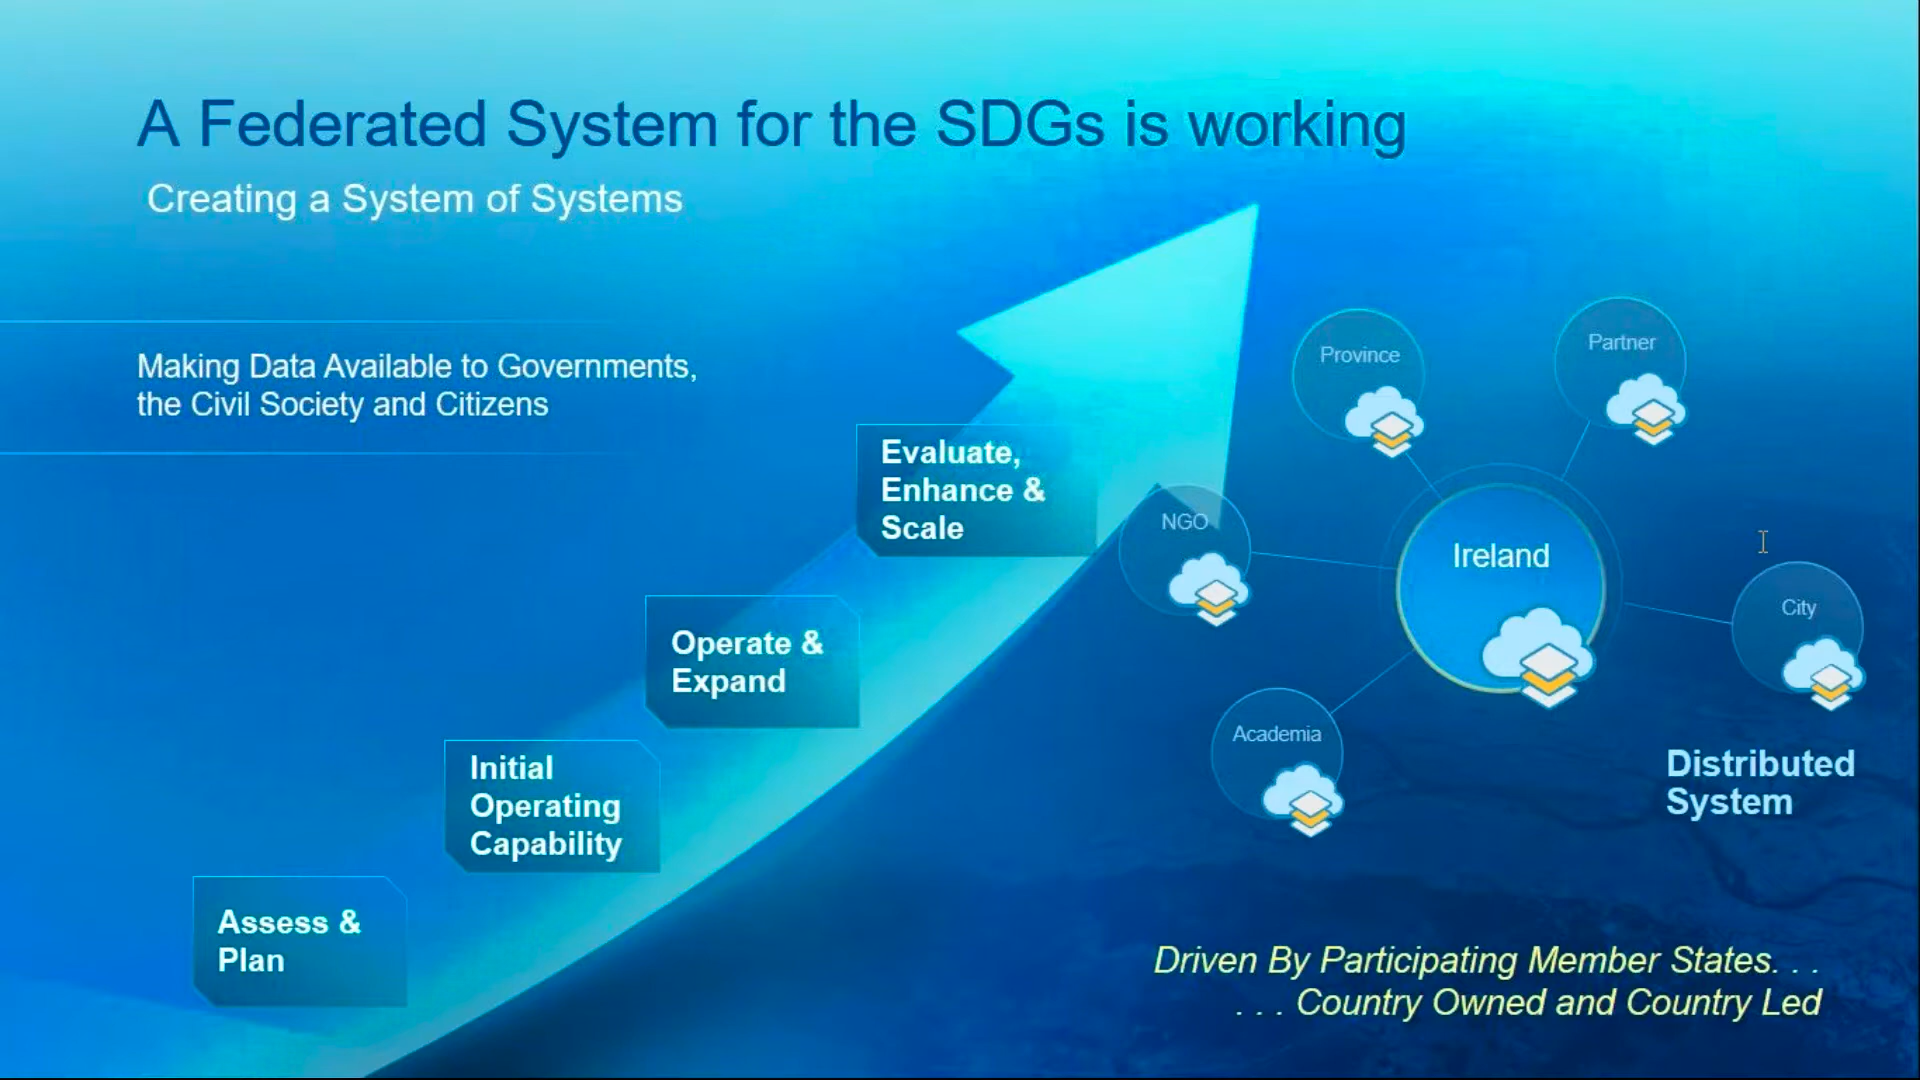 A Federated System for the SDGs is working
Creating a System of Systems
Making Data Available to Governments,
the Civil Society and Citizens
Evaluate,
Enhance &
Scale
Operate &
Expand
Initial
Operating
Capability
Assess &
Plan
Province
Partner
NGO
Ireland
City
Academia
Distributed
System
Driven By Participating Member States. . .
. . . Country Owned and Country Led